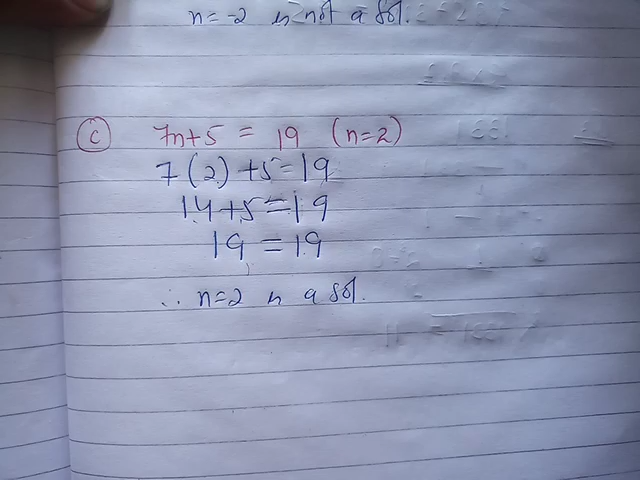 n=-2 is not a sol.
(c) 7n+5 = 19 (n=2)
7(2)+5=19
14+5=19
19=19
∴ n=2 is a sol.